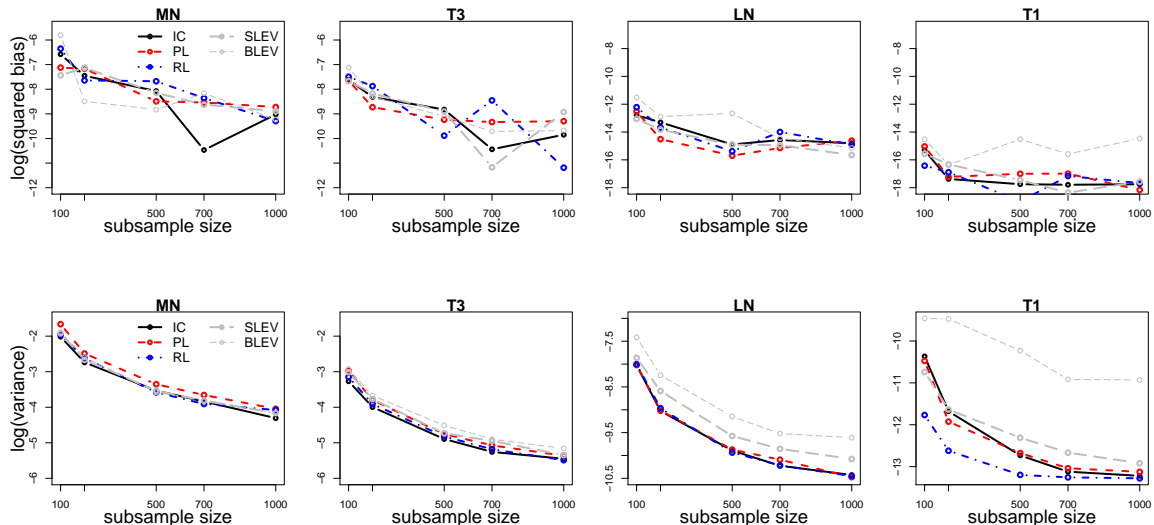 MN
T3
LN
T1
log(squared bias)
-6
-7
-8
-9
-10
-12
IC
PL
RL
SLEV
BLEV
100
500
700
1000
subsample size
-6
-7
-8
-9
-10
-12
100
500
700
1000
subsample size
-8
-10
-12
-14
-16
-18
100
500
700
1000
subsample size
-8
-10
-12
-14
-16
-18
100
500
700
1000
subsample size
MN
T3
LN
T1
log(variance)
-2
-3
-4
-5
-6
IC
PL
RL
SLEV
BLEV
100
500
700
1000
subsample size
-2
-3
-4
-5
-6
100
500
700
1000
subsample size
-7.5
-8.5
-9.5
-10.5
100
500
700
1000
subsample size
-10
-11
-12
-13
100
500
700
1000
subsample size